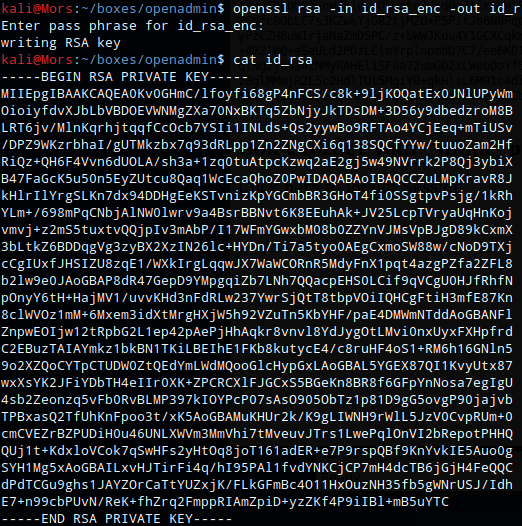 kali@Mors:~/boxes/openadmin$ openssl rsa -in id_rsa_enc -out id_r
Enter pass phrase for id_rsa_enc:
writing RSA key
kali@Mors:~/boxes/openadmin$ cat id_rsa
-----BEGIN RSA PRIVATE KEY-----
MIIEpgIBAAKCAQEA0Kv0GHmC/lfoyfi68gP4nFCS/c8k+9ljKOQatEx0JNlUPyWm
OioiyfdvXJbLbVBDOEVWNMgZXa70NxBKTq5ZbNjyJkTDsDM+3D56y9dbedzroM8B
LRT6jv/MlnKqrhjtqqfCcOcb7YSIi1INLds+Qs2yywBo9RFTAo4YCjEeq+mTiUSv
/DPZ9WKzrbhaI/gUTMkzbx7q93dRLpp1Zn2ZNgCXi6q138SQCfYYw/tuuoZam2Hf
RiQz+QH6F4Vvn6dUOLA/sh3a+1zq0tuAtpcKzwq2aE2gj5w49NVrrk2P8Qj3ybiX
B47FaGcK5u50n5EyZUtcu8Qaq1WcEcaQhoZ0PwIDAQABAoIBAQCCZuLMpKravR8J
kHlrIlYrgSLKn7dx94DDHgEeKSTvnizKpYGCmbBR3GHoT4fi0SSgtpvPsjg/1kRh
YLm+/698mPqCNbjAlNW0lwrv9a4BsrBBNvt6K8EEuhAk+JV25LcpTVryaUqHnKoj
vmvj+z2mS5tuxtvQQjpIv3mAbP/I17WFmYGwxbMO8b0ZZYnVJMsVpBJgD89kCxmX
3bLtkZ6BDDqgVg3zyBX2XzIN26lc+HYDn/Ti7a5tyo0AEgCxmoSW88w/cNoD9TXj
cCgIUxfJHSIZU8zqE1/WXkIrgLqqwJX7WaWCORnR5MdyFnX1pqt4azgPZfa2ZFL8
b2lw9e0JAoGBAP8dR47GepD9YMpgqiZb7LNh7QQacpEHS0LCif9qVCgU0HJfRhfN
pOnyY6tH+HajMV1/uvvKHd3nFdRLw237YwrSjQtT8tbpVOiIQHCgFtiH3mfE87Kn
8clWVOz1mM+6Mxem3idXtMrgHXjW5h92VZuTn5KbYHF/paE4DMWmNTddAoGBANFl
ZnpwEOIjw12tRpbG2L1ep42pAePjHhAqkr8vnvl8YdJygOtLMvi0nxUyxFXHpfrd
C2EBuzTAIAYmkz1bkBN1TKiLBEIhE1FKb8kutycE4/c8ruHF4oS1+RM6h16GNln5
9o2XZQoCYTpCTUDW0ZtQEdYmLWdMQooGlcHypGxLAoGBAL5YGEX87QI1KvyUtx87
wxXsYK2JFiYDbTH4eIIr0XK+ZPCRCXlFJGCxS5BGeKn8BR8f6GFpYnNosa7egIgU
4sb2Zeonzq5vFb0RvBLMP397kIOYPcP07sAsO905ObTz1p81D9gG5ovgP90jajvb
TPBxasQ2TfUhKnFpoo3t/xK5AoGBAMuKHUr2k/K9gLIWNH9rWlL5JzVOCvpRUm+0
cmCVEZrBZPUDiH0u46UNLXWVm3MmVhi7tMveuvJTrs1LwePqlOnVI2bRepotPHHQ
QUj1t+KdxloVCok7qSwHFs2yHtOq8joT161adER+e7P9rspQBf9KnYvkIE5Auo0g
SYH1Mg5xAoGBAILxvHJTirFi4q/hI95PAl1fvdYNKCjCP7mH4dcTB6jGjH4FeQQC
dPdTCGu9ghs1JAYZOrCaTtYUZxjK/FLkGFmBc4O11HxOuzNH35fb5gWNrUSJ/Idh
E7+n99cbPUvN/ReK+fhZrq2FmppRIAmZpiD+yzZKf4P9iIBl+mB5uYTC
-----END RSA PRIVATE KEY-----